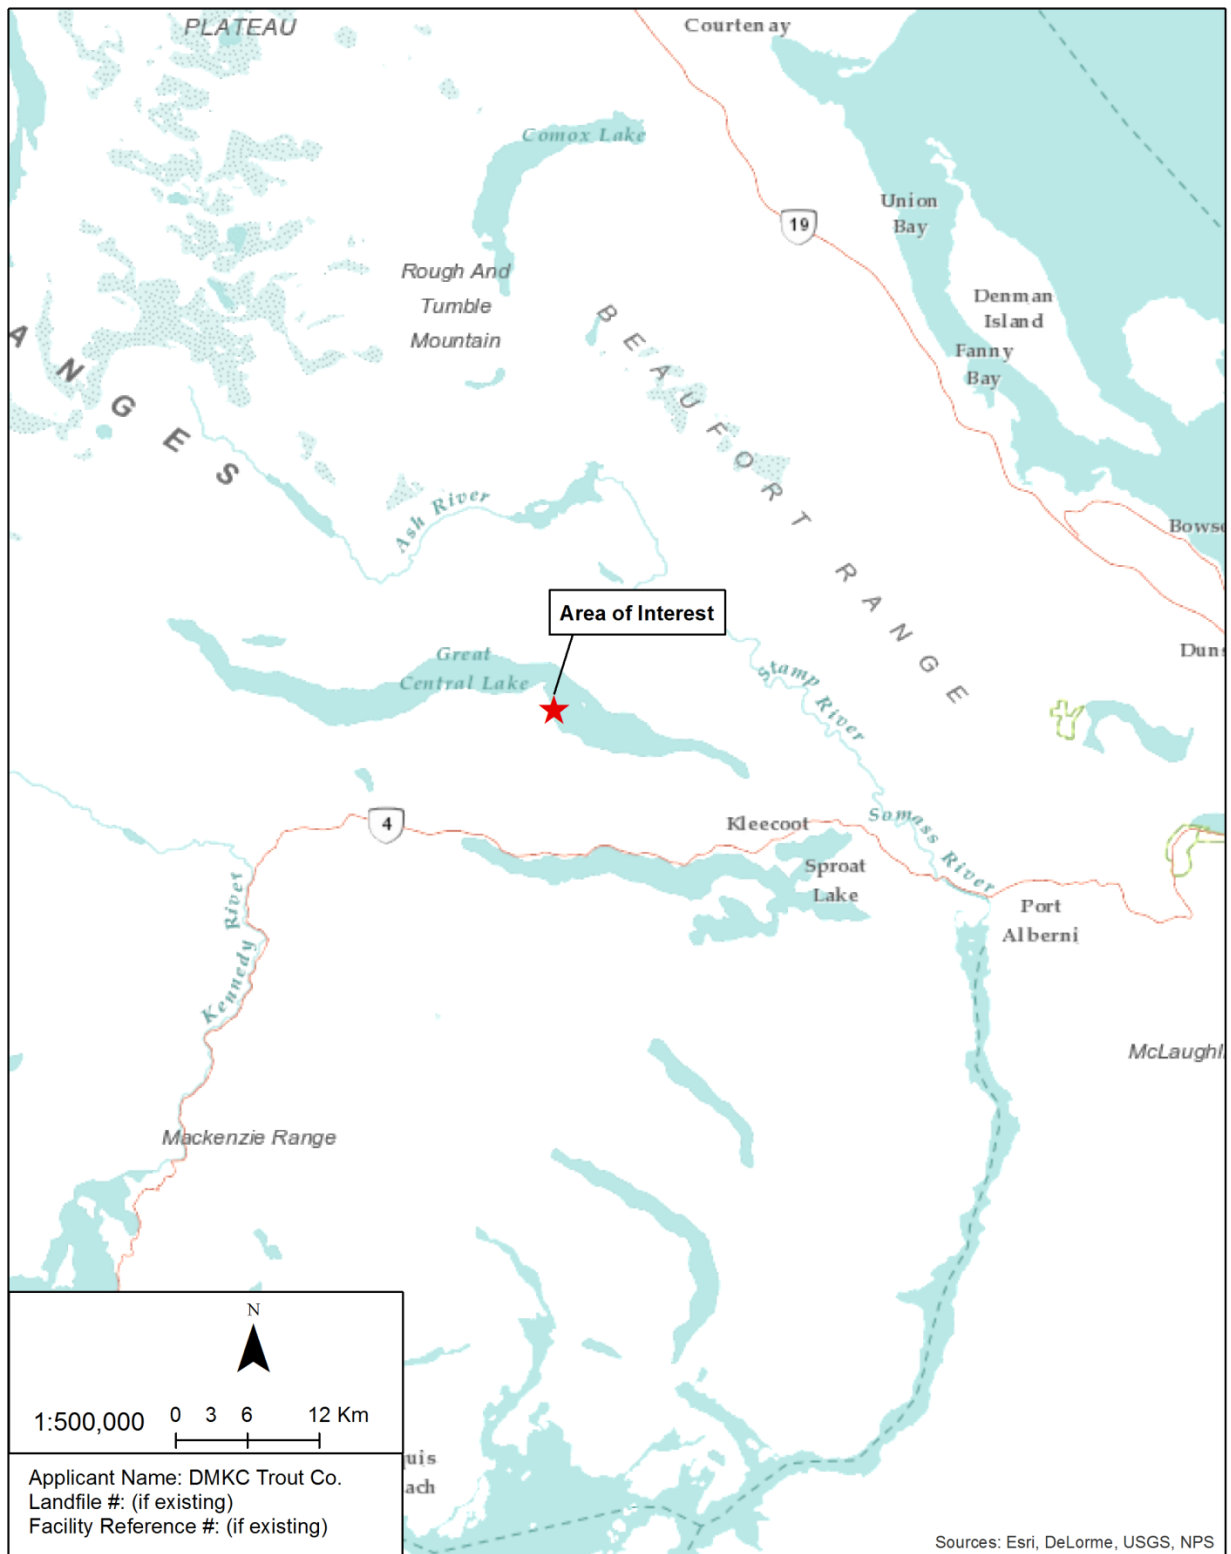 PLATEAU
Courtenay
Comox Lake
19
Union
Bay
Rough And
Tumble
Mountain
Denman
Island
Fanny
Bay
BEAUFORT RANGE
ANGES
Ash River
Bowse
Area of Interest
Great
Central Lake
Stamp River
Duns
4
Kleecoot
Somass River
Sproat
Lake
Port
Alberni
Kennedy River
McLaughl
Mackenzie Range
N
1:500,000
0 3 6 12 Km
Applicant Name: DMKC Trout Co.
Landfile #: (if existing)
Facility Reference #: (if existing)
uis
ach
Sources: Esri, DeLorme, USGS, NPS